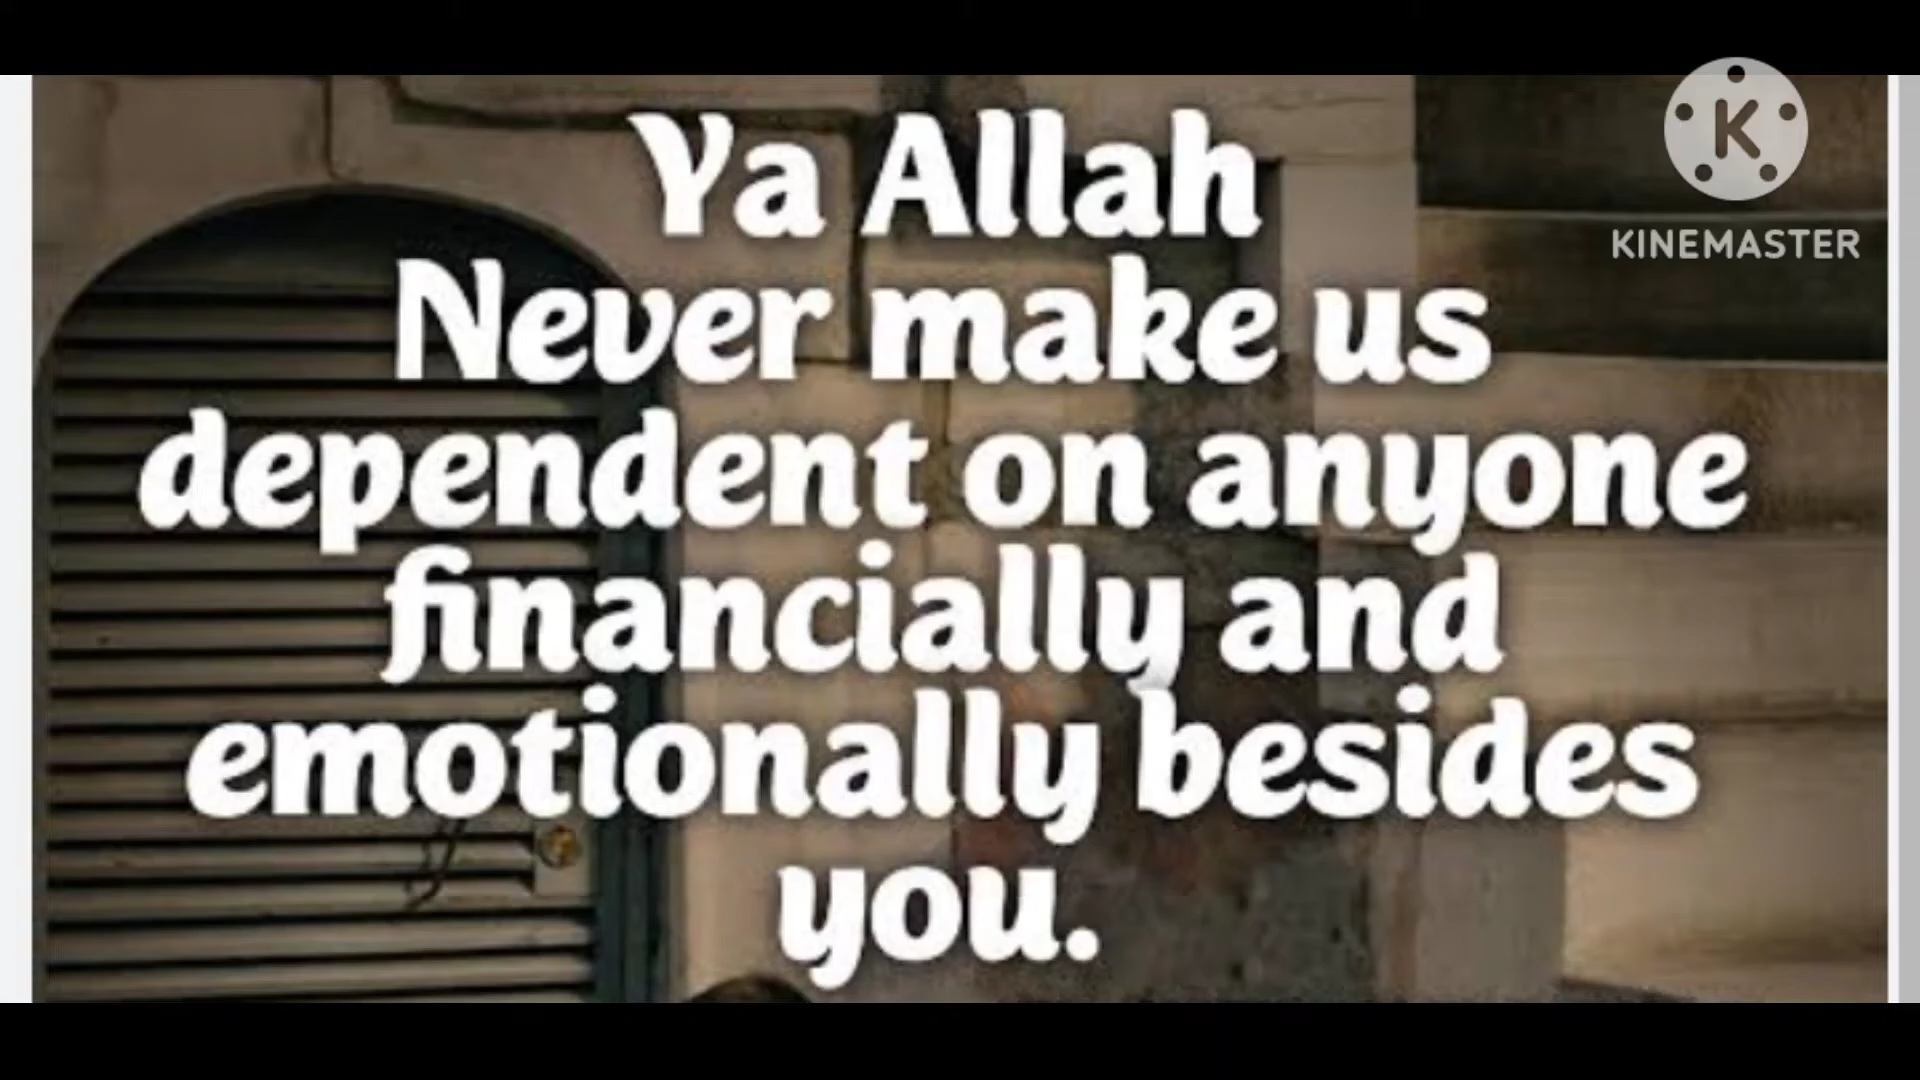 Ya Allah
Never make us
dependent on anyone
financially and
emotionally besides
you.
K
KINEMASTER